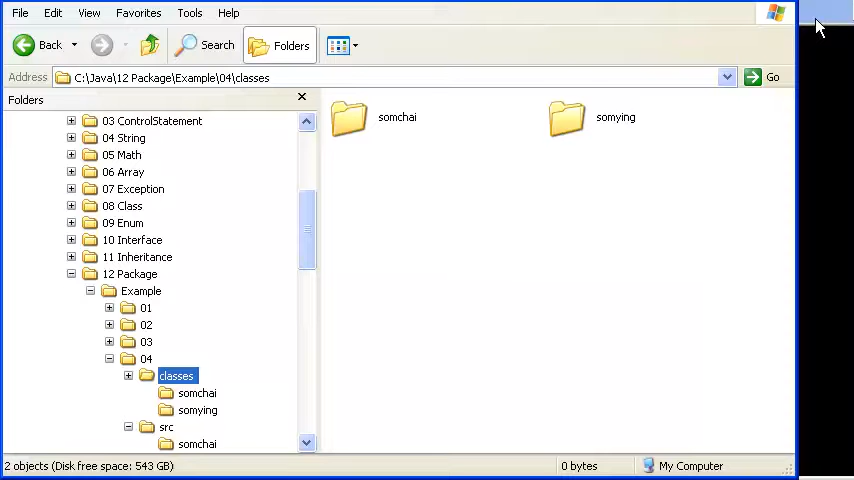 File Edit View Favorites Tools Help
Back Search Folders
Address C:\Java\12 Package\Example\04\classes Go
Folders
03 ControlStatement
04 String
05 Math
06 Array
07 Exception
08 Class
09 Enum
10 Interface
11 Inheritance
12 Package
Example
01
02
03
04
classes
somchai
somying
src
somchai
somchai somying
2 objects (Disk free space: 543 GB) 0 bytes My Computer